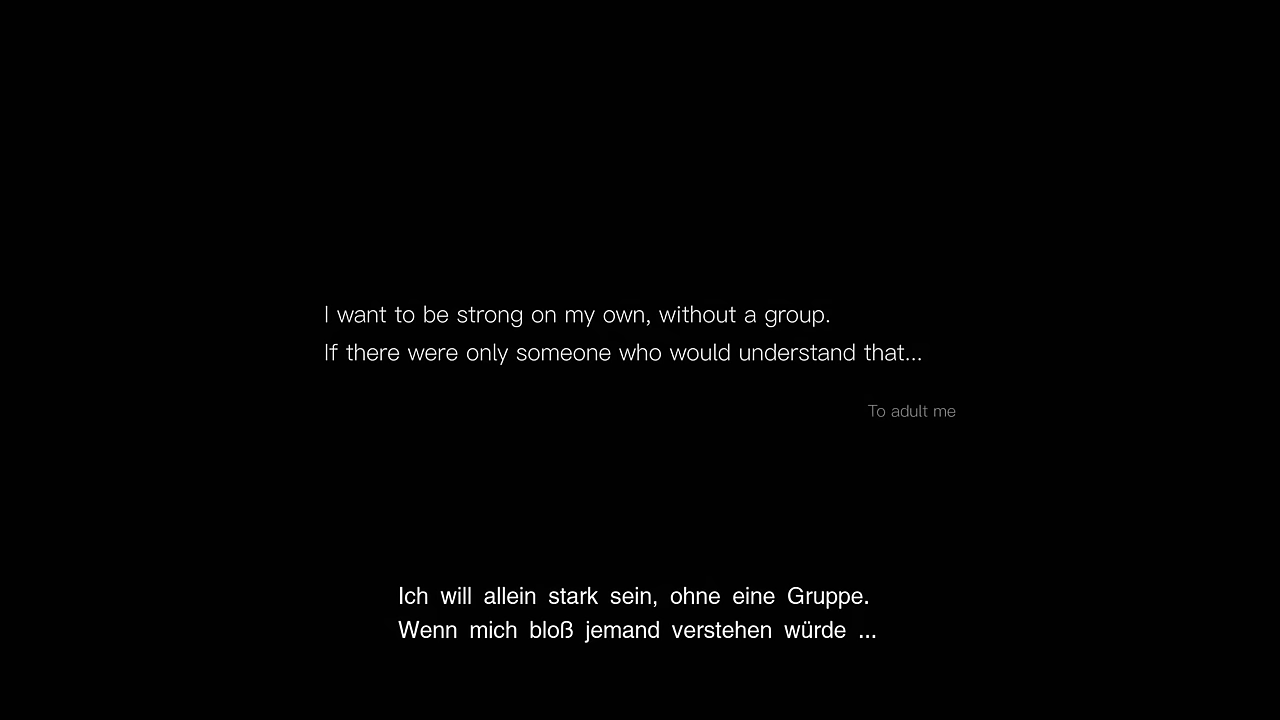 I want to be strong on my own, without a group.
If there were only someone who would understand that...
To adult me
Ich will allein stark sein, ohne eine Gruppe.
Wenn mich bloß jemand verstehen würde ...